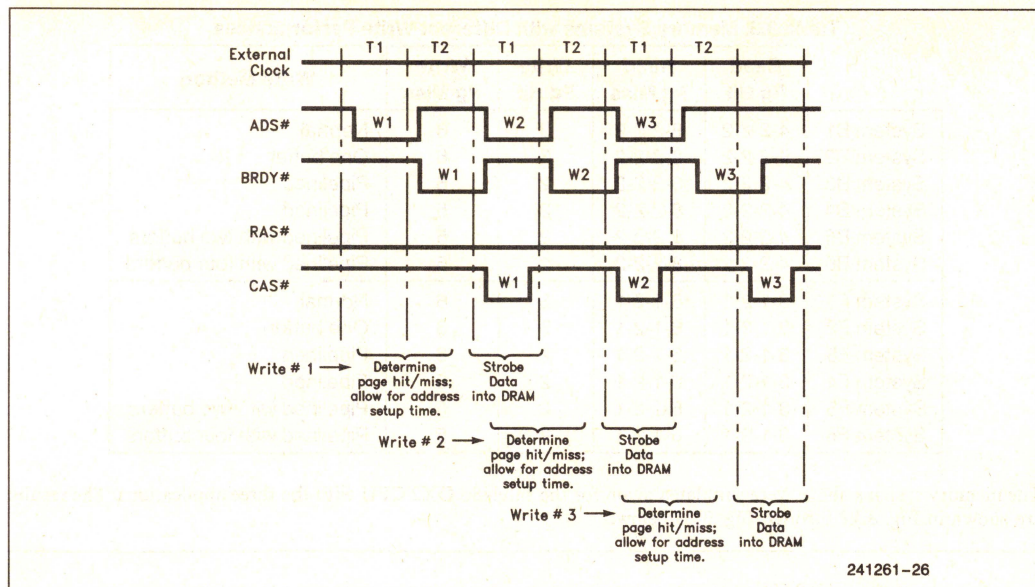 External Clock
T1 T2 T1 T2 T1 T2
ADS#
W1 W2 W3
BRDY#
W1 W2 W3
RAS#
CAS#
W1 W2 W3
Write # 1
Determine
page hit/miss;
allow for address
setup time.
Strobe
Data
into DRAM
Write # 2
Determine
page hit/miss;
allow for address
setup time.
Strobe
Data
into DRAM
Write # 3
Determine
page hit/miss;
allow for address
setup time.
Strobe
Data
into DRAM
241261-26